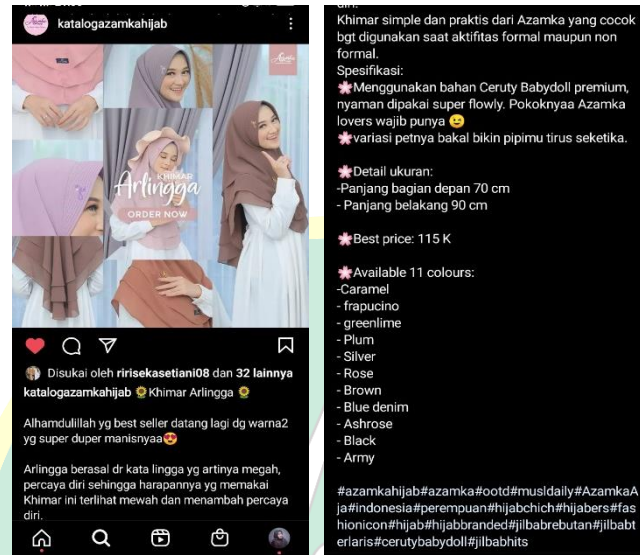 katalogazamkahijab
KHIMAR
Arlingga
ORDER NOW
Disukai oleh ririsekasetiani08 dan 32 lainnya
katalogazamkahijab 🌻Khimar Arlingga 🌻
Alhamdulillah yg best seller datang lagi dg warna2
yg super duper manisnyaa😍
Arlingga berasal dr kata lingga yg artinya megah,
percaya diri sehingga harapannya yg memakai
Khimar ini terlihat mewah dan menambah percaya
diri.
Khimar simple dan praktis dari Azamka yang cocok
bgt digunakan saat aktifitas formal maupun non
formal.
Spesifikasi:
🌸Menggunakan bahan Ceruty Babydoll premium,
nyaman dipakai super flowly. Pokoknyaa Azamka
lovers wajib punya 😉
🌸variasi petnya bakal bikin pipimu tirus seketika.
🌸Detail ukuran:
-Panjang bagian depan 70 cm
- Panjang belakang 90 cm
🌸Best price: 115 K
🌸Available 11 colours:
-Caramel
- frapucino
- greenlime
- Plum
- Silver
- Rose
- Brown
- Blue denim
- Ashrose
- Black
- Army
#azamkahijab#azamka#ootd#musldaily#AzamkaA
ja#indonesia#perempuan#hijabchich#hijabers#fas
hionicon#hijab#hijabbranded#jilbabrebutan#jilbabt
erlaris#cerutybabydoll#jilbabhits